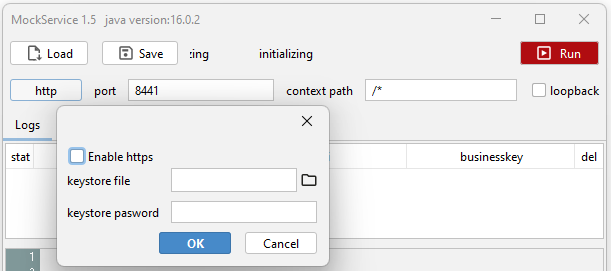 MockService 1.5 java version:16.0.2
Load Save zing initializing Run
http port 8441 context path /* loopback
Logs
Enable https
stat businesskey del
keystore file
keystore pasword
OK Cancel
1